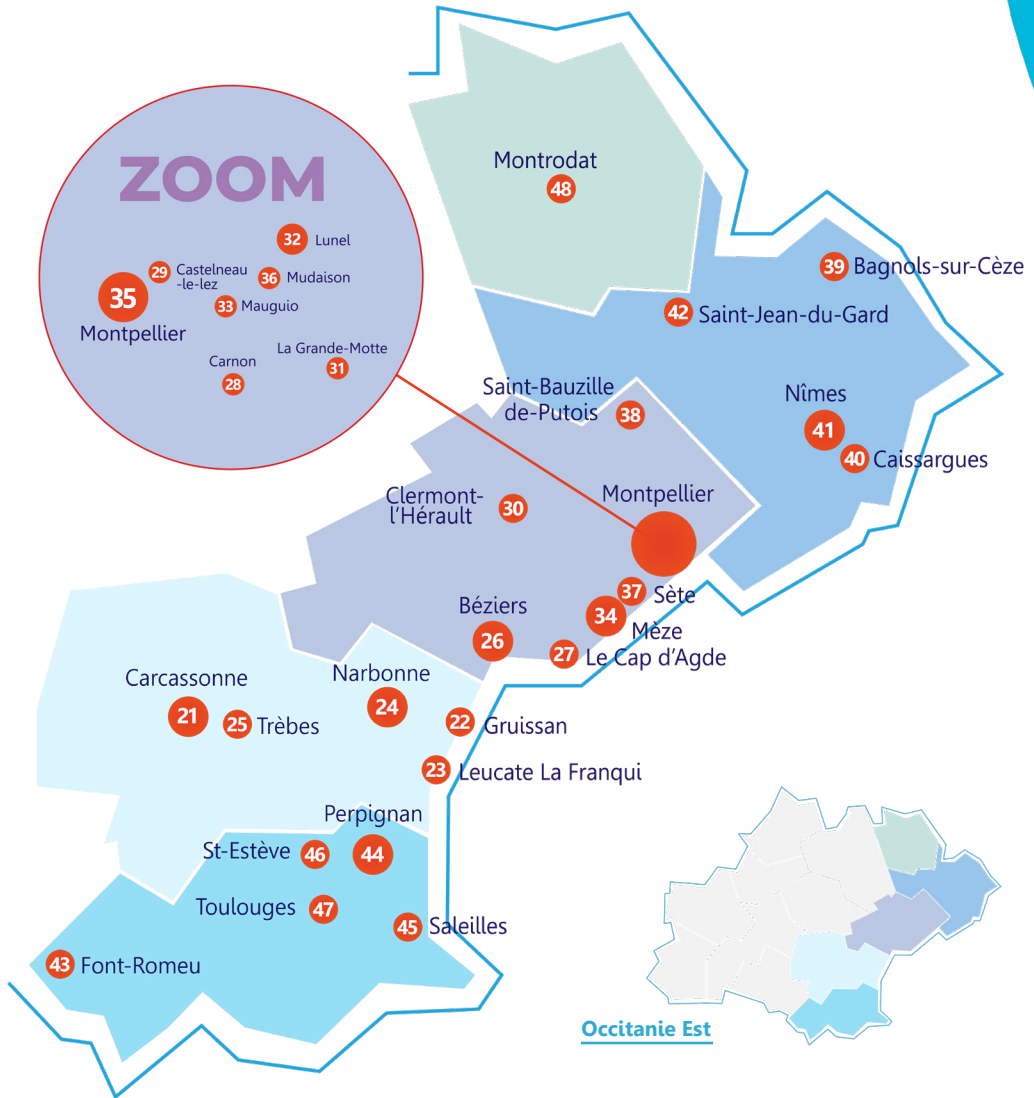 ZOOM
32 Lunel
29 Castelneau
-le-lez
36 Mudaison
35
33 Mauguio
Montpellier
La Grande-Motte
31
Carnon
28
Montrodat
48
39 Bagnols-sur-Cèze
42 Saint-Jean-du-Gard
Saint-Bauzille
de-Putois 38
Nîmes
41
40 Caissargues
Clermont-
l'Hérault 30
Montpellier
37 Sète
34
Mèze
Béziers
26
27 Le Cap d'Agde
Carcassonne
21
25 Trèbes
Narbonne
24
22 Gruissan
23 Leucate La Franqui
Perpignan
44
St-Estève 46
Toulouges 47
45 Saleilles
43 Font-Romeu
Occitanie Est